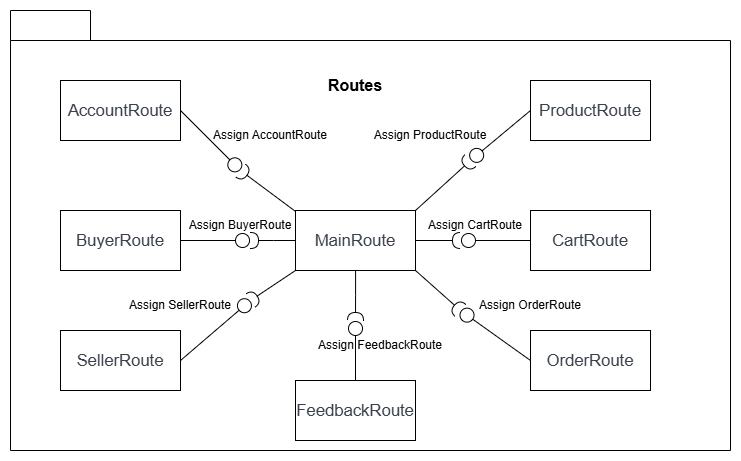 Routes
AccountRoute
ProductRoute
Assign AccountRoute
Assign ProductRoute
Assign BuyerRoute
Assign CartRoute
BuyerRoute
MainRoute
CartRoute
Assign SellerRoute
Assign OrderRoute
Assign FeedbackRoute
SellerRoute
OrderRoute
FeedbackRoute